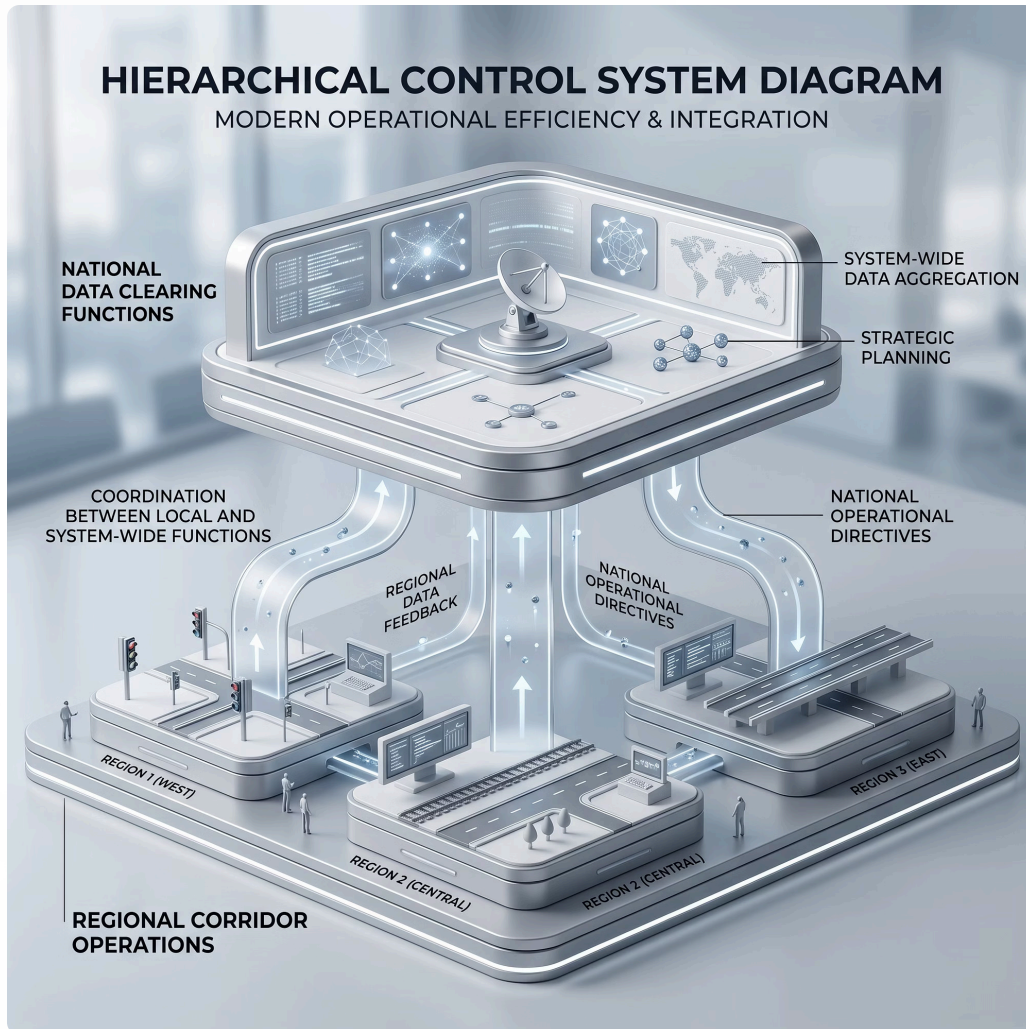 HIERARCHICAL CONTROL SYSTEM DIAGRAM
MODERN OPERATIONAL EFFICIENCY & INTEGRATION
NATIONAL
DATA CLEARING
FUNCTIONS
SYSTEM-WIDE
DATA AGGREGATION
STRATEGIC
PLANNING
COORDINATION
BETWEEN LOCAL AND
SYSTEM-WIDE FUNCTIONS
NATIONAL
OPERATIONAL
DIRECTIVES
REGIONAL
DATA
FEEDBACK
NATIONAL
OPERATIONAL
DIRECTIVES
REGION 1 (WEST)
REGION 3 (EAST)
REGION 2 (CENTRAL)
REGION 2 (CENTRAL)
REGIONAL CORRIDOR
OPERATIONS